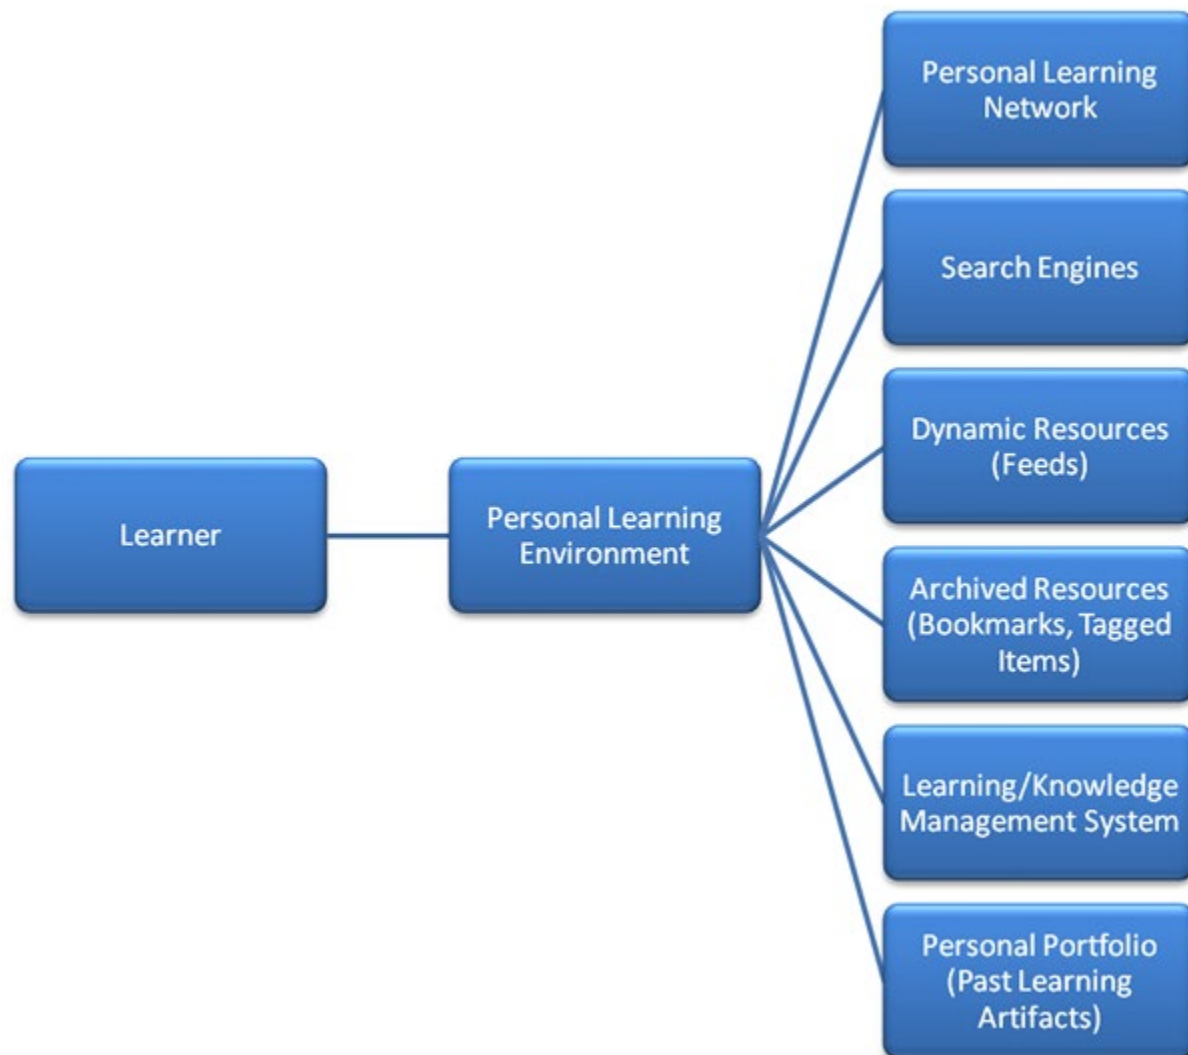 Personal Learning
Network
Search Engines
Dynamic Resources
(Feeds)
Learner
Personal Learning
Environment
Archived Resources
(Bookmarks, Tagged
Items)
Learning/Knowledge
Management System
Personal Portfolio
(Past Learning
Artifacts)